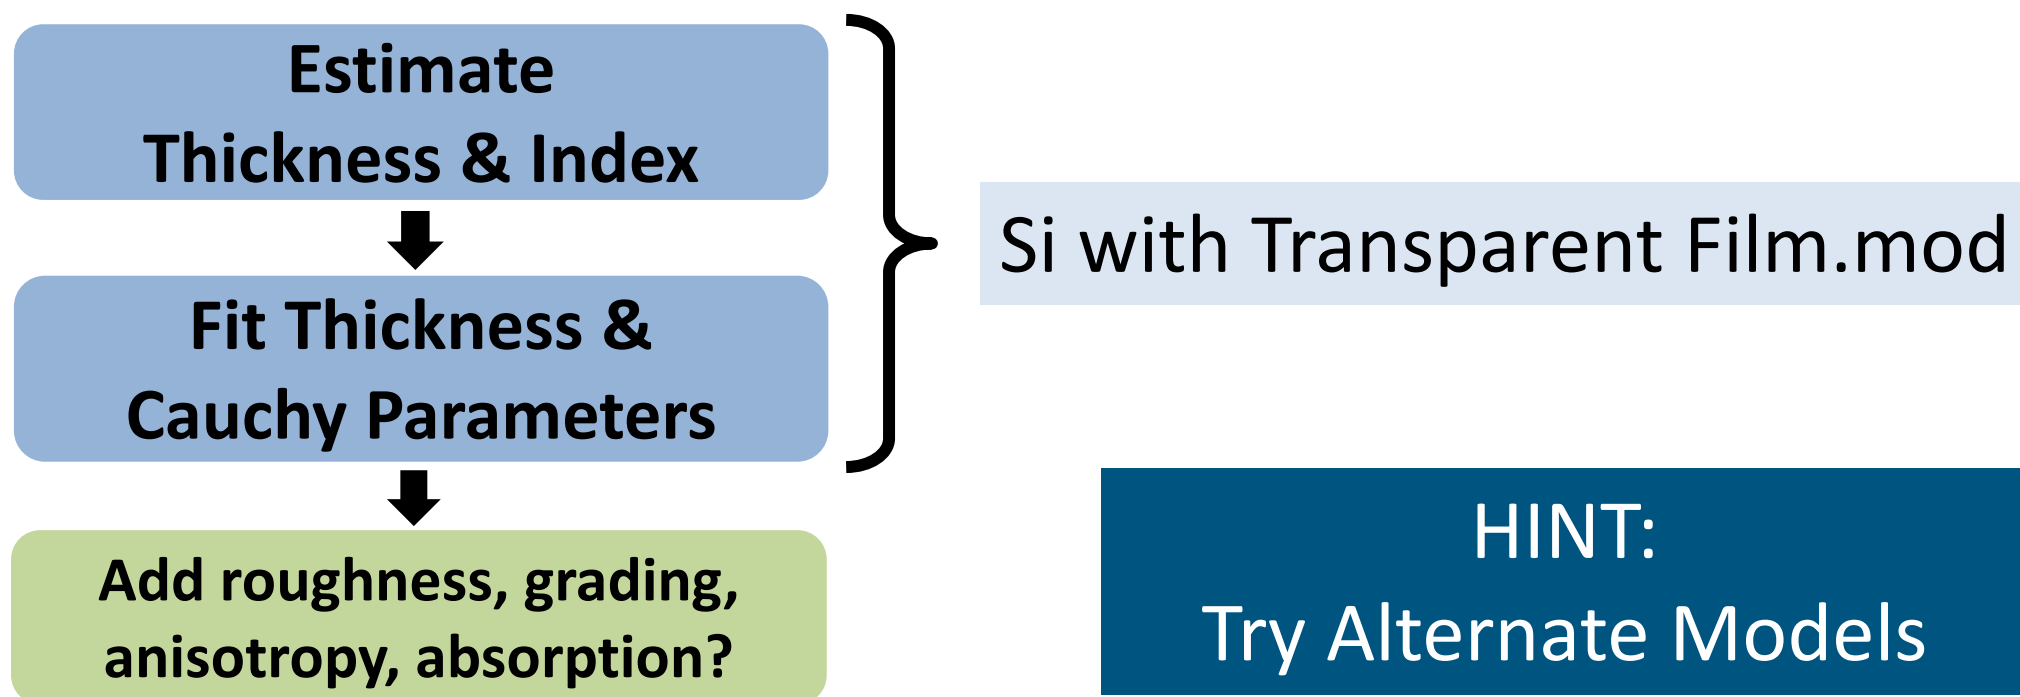 Estimate
Thickness & Index
Fit Thickness &
Cauchy Parameters
Add roughness, grading,
anisotropy, absorption?
Si with Transparent Film.mod
HINT:
Try Alternate Models